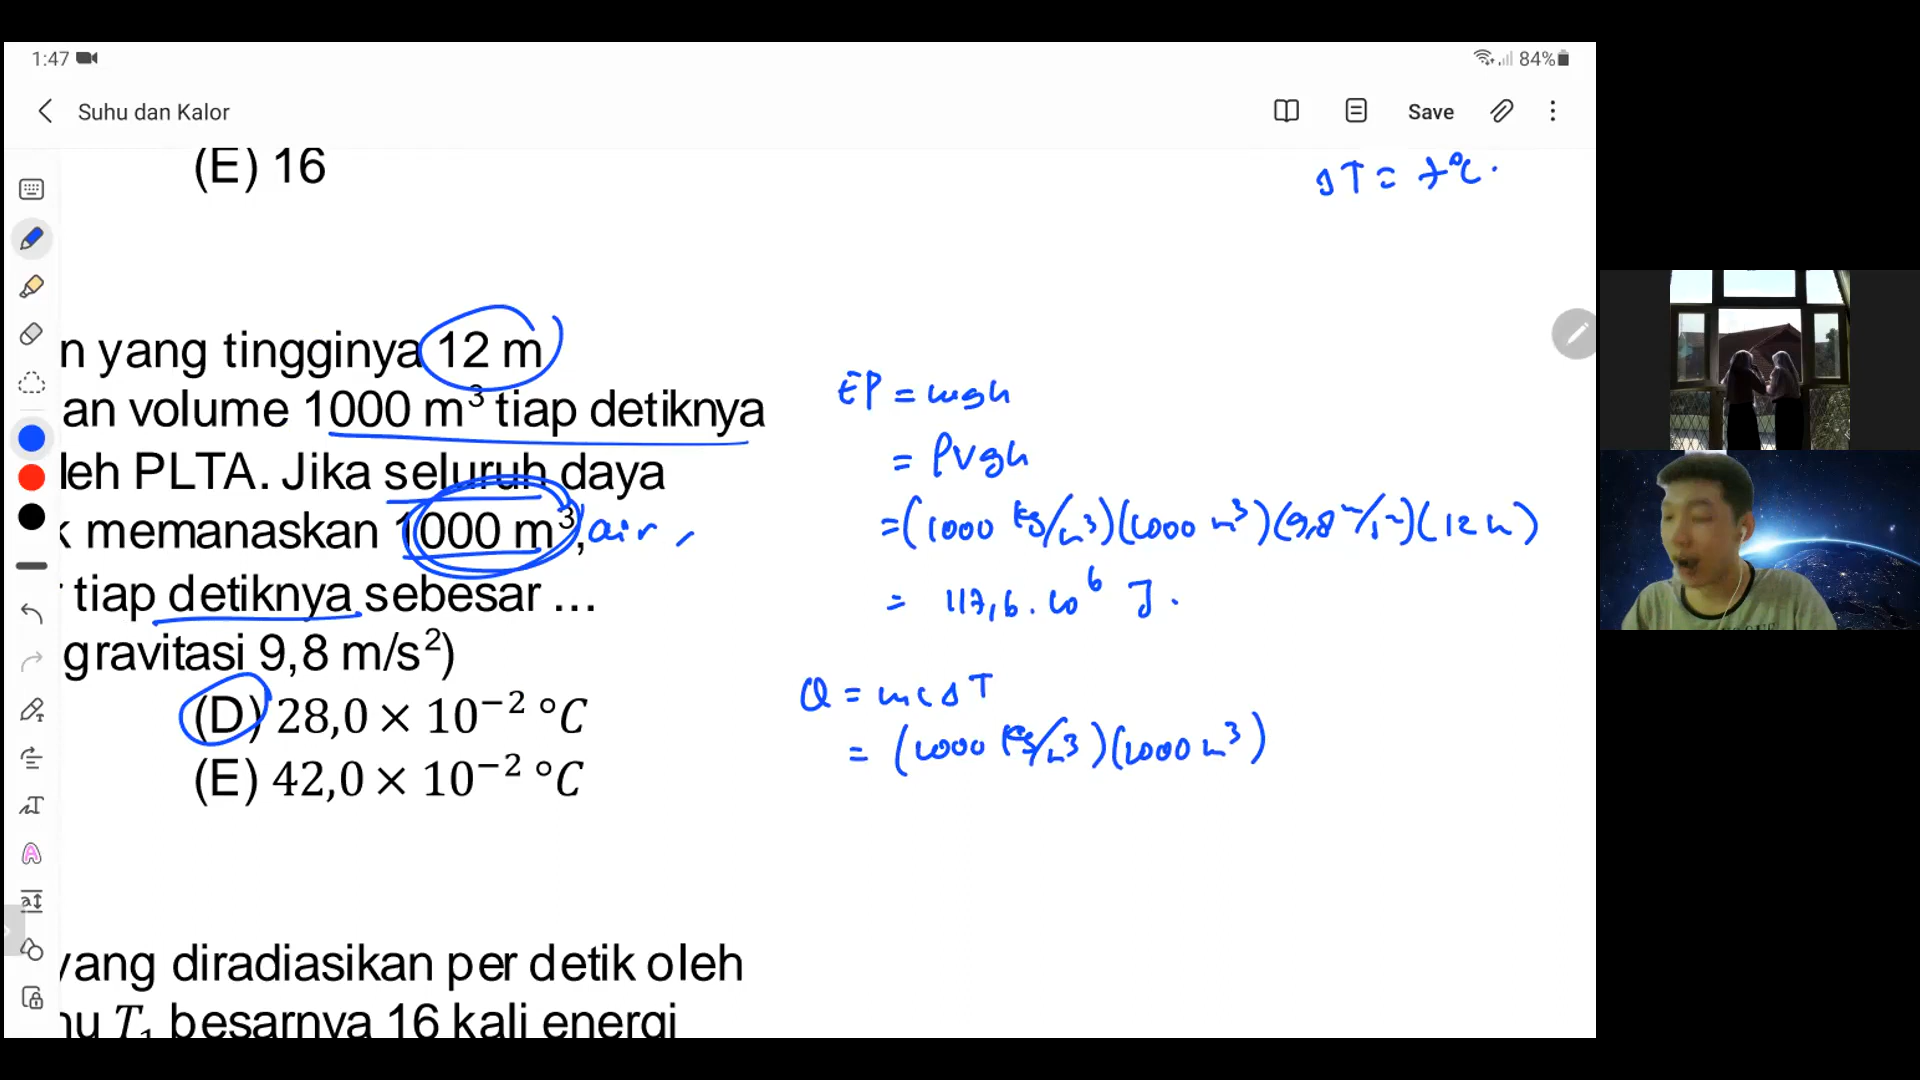 1:47
84%
Suhu dan Kalor
Save
(E) 16
ΔT = 7°C.
n yang tingginya 12 m
an volume 1000 m³ tiap detiknya
leh PLTA. Jika seluruh daya
k memanaskan 1000 m³, air,
r tiap detiknya sebesar ...
gravitasi 9,8 m/s²)
(D) 28,0 × 10⁻² °C
(E) 42,0 × 10⁻² °C
EP = mgh
= ρVgh
= (1000 kg/m³)(1000 m³)(9,8 m/s²)(12 m)
= 117,6 . 10⁶ J.
Q = mcΔT
= (1000 kg/m³)(1000 m³)
yang diradiasikan per detik oleh
hu T₁ besarnya 16 kali energi